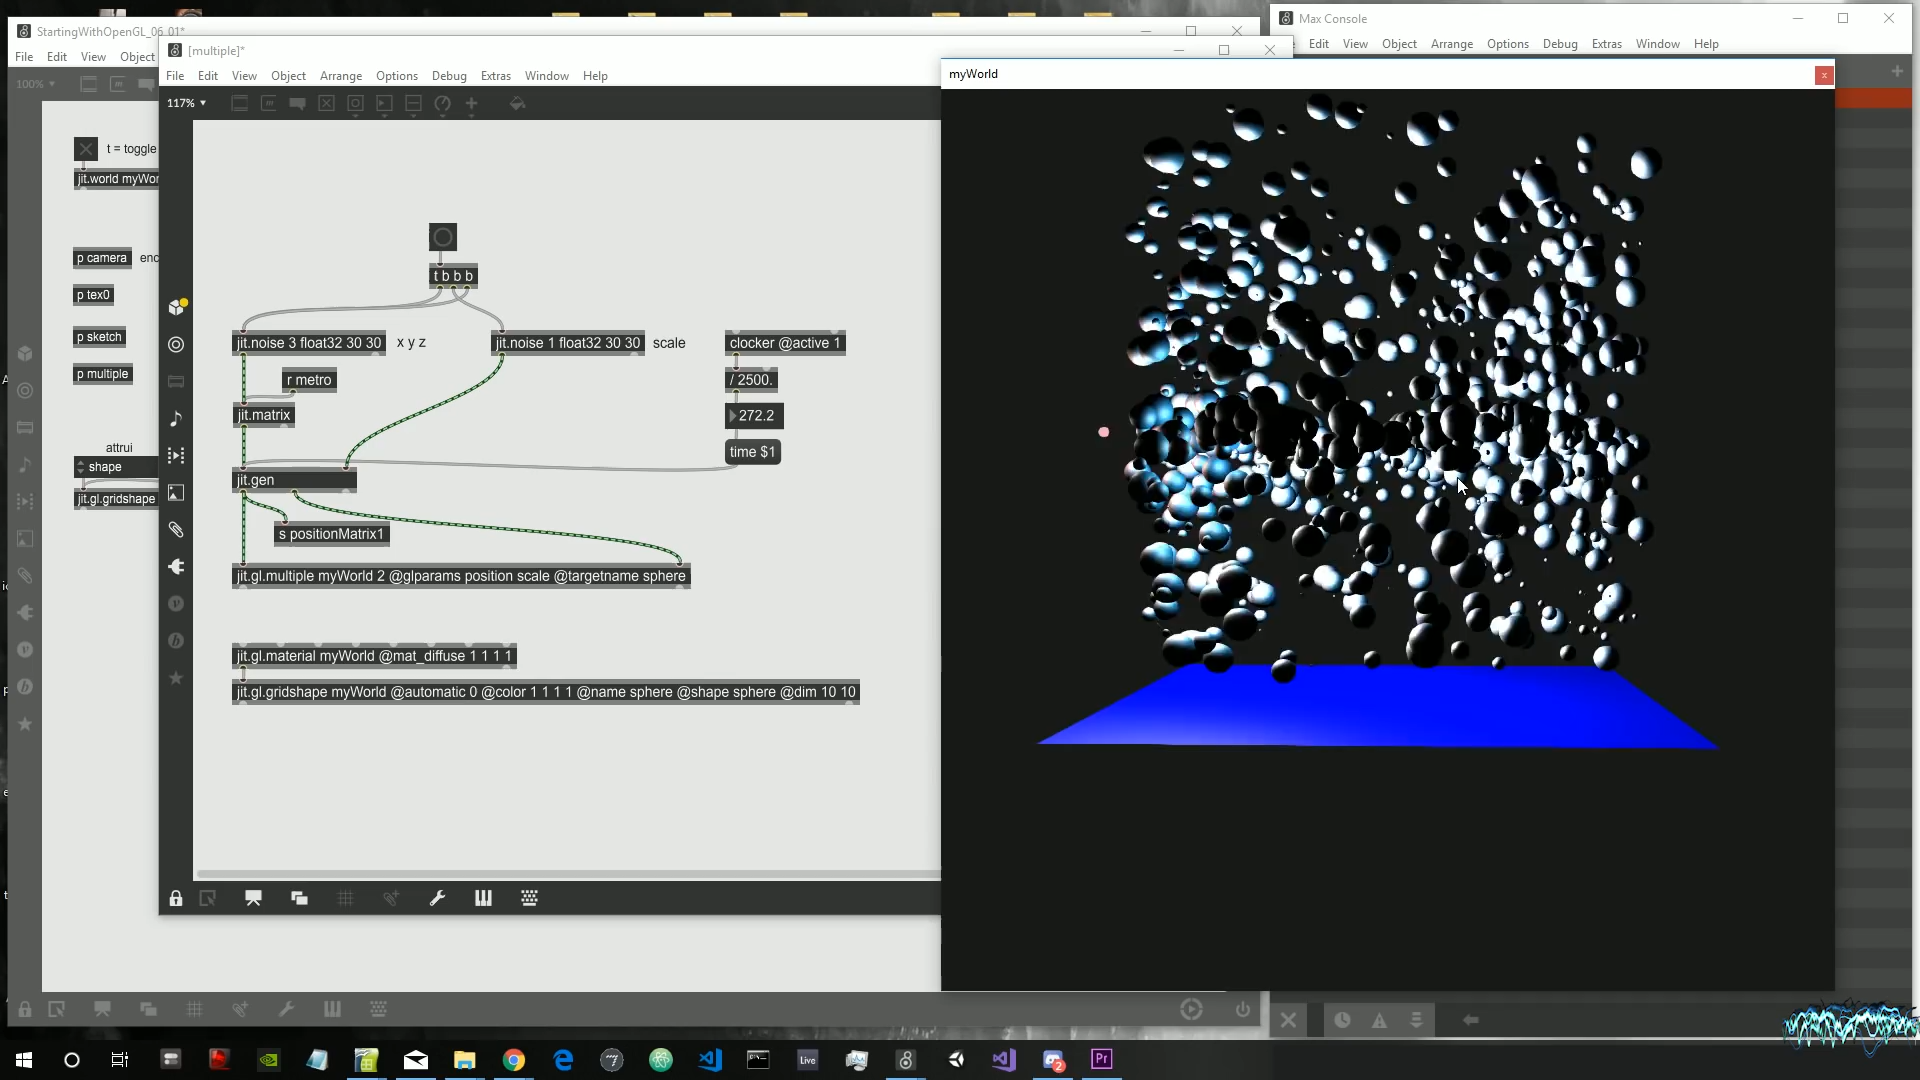 StartingWithOpenGL_06_01*
File Edit View Object
100%
t = toggle
jit.world myWor
p camera
p tex0
p sketch
p multiple
attrui
shape
jit.gl.gridshape
[multiple]*
File Edit View Object Arrange Options Debug Extras Window Help
117%
t b b b
jit.noise 3 float32 30 30
x y z
jit.noise 1 float32 30 30
scale
clocker @active 1
r metro
/ 2500.
jit.matrix
272.2
time $1
jit.gen
s positionMatrix1
jit.gl.multiple myWorld 2 @glparams position scale @targetname sphere
jit.gl.material myWorld @mat_diffuse 1 1 1 1
jit.gl.gridshape myWorld @automatic 0 @color 1 1 1 1 @name sphere @shape sphere @dim 10 10
Max Console
Edit View Object Arrange Options Debug Extras Window Help
myWorld
Live
2
Pr